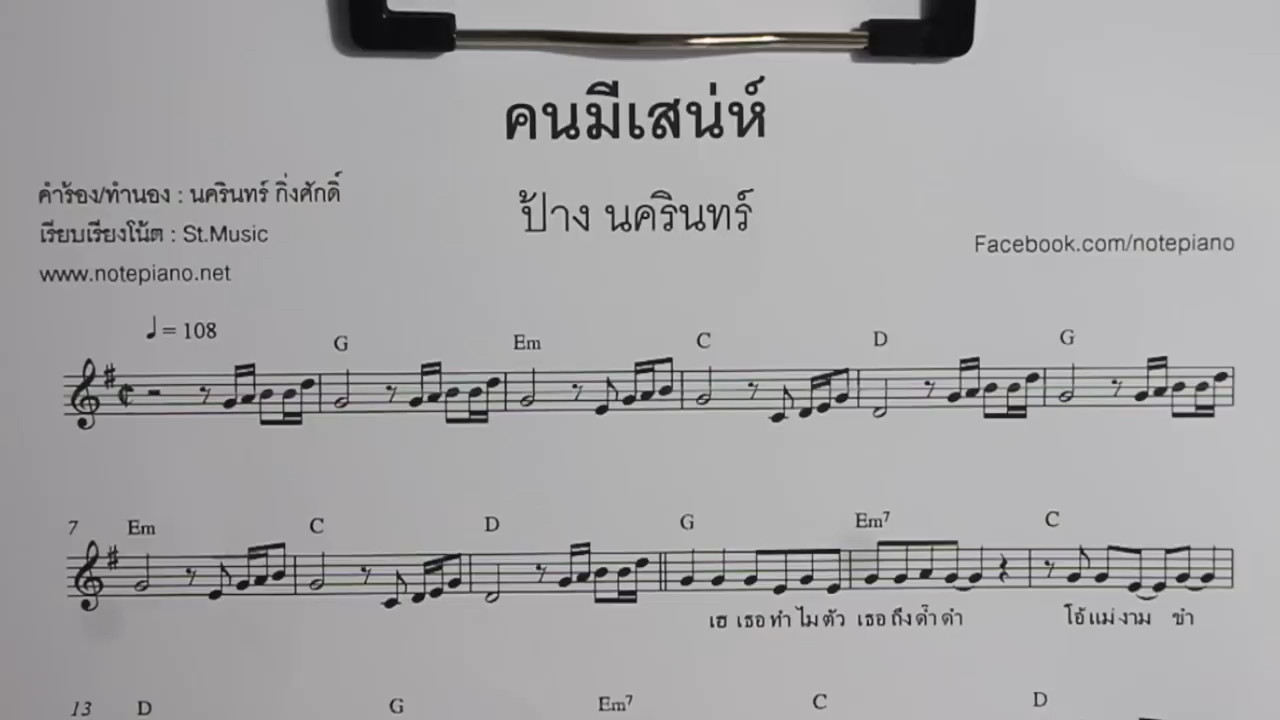 คนมีเสน่ห์
คำร้อง/ทำนอง : นครินทร์ กิ่งศักดิ์
ป้าง นครินทร์
เรียบเรียงโน้ต : St.Music
Facebook.com/notepiano
www.notepiano.net
♩ = 108
G Em C D G
7 Em C D G Em7 C
เฮ เธอ ทำ ไม ตัว เธอ ถึง ดำ๊ ดำ โอ้ แม่ งาม ขำ
13 D G Em7 C D